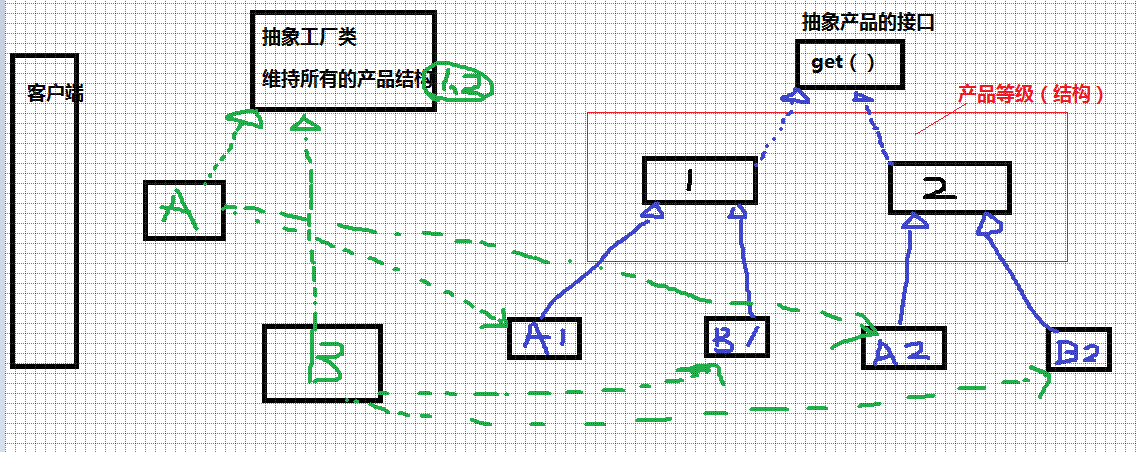 抽象产品的接口
抽象工厂类
get（）
维持所有的产品结构
1.2
客户端
产品等级（结构）
1
2
A
B
A1
B1
A2
B2